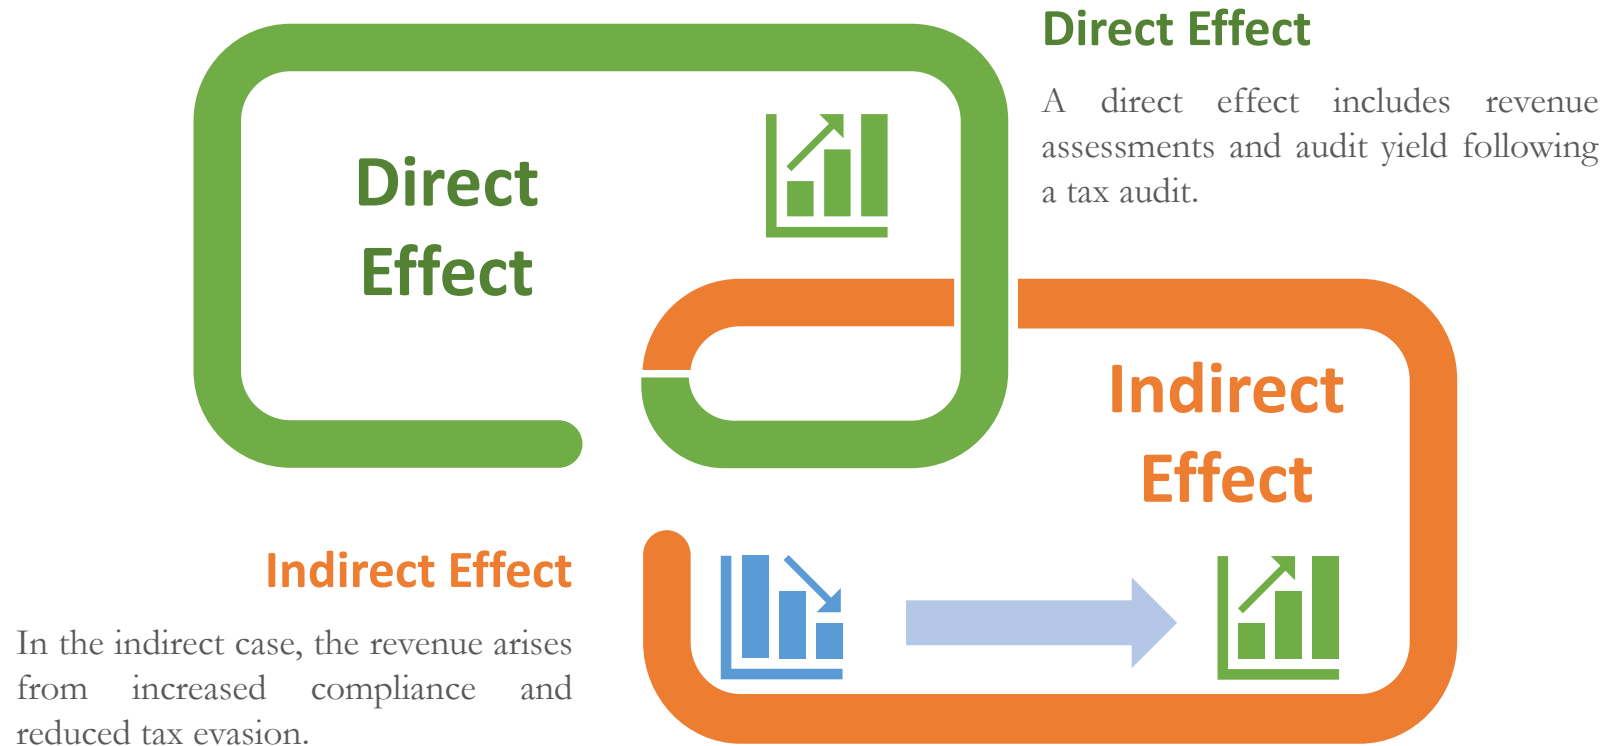 Direct Effect
A direct effect includes revenue
assessments and audit yield following
a tax audit.
Direct
Effect
Indirect
Effect
Indirect Effect
In the indirect case, the revenue arises
from increased compliance and
reduced tax evasion.